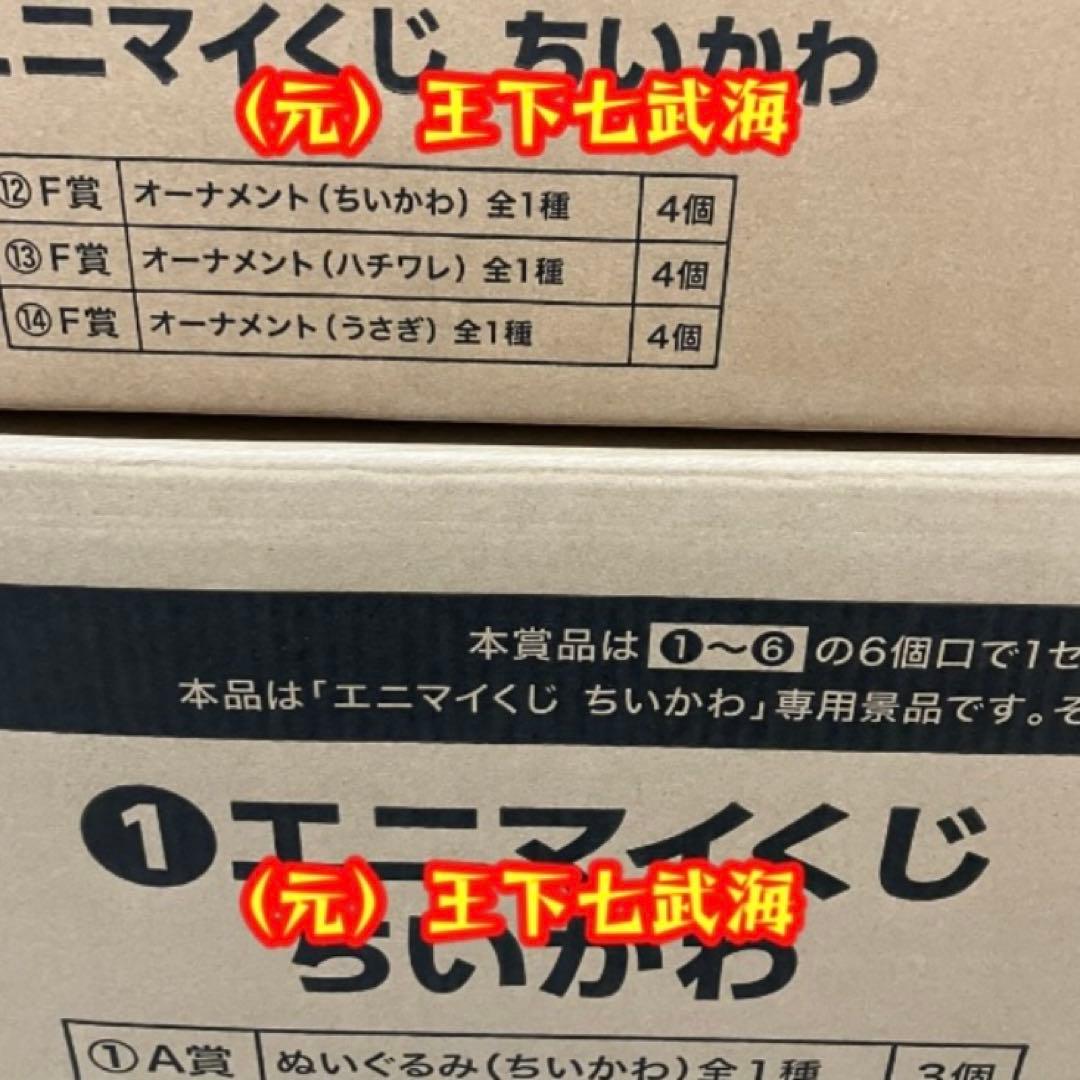 エニマイくじ ちいかわ
(元) 王下七武海
⑫F賞 オーナメント(ちいかわ) 全1種 4個
⑬F賞 オーナメント(ハチワレ) 全1種 4個
⑭F賞 オーナメント(うさぎ) 全1種 4個
本賞品は❶～❻の6個口で1セ
本品は「エニマイくじ ちいかわ」専用景品です。そ
❶エニマイくじ
(元) 王下七武海
ちいかわ
①A賞 ぬいぐるみ(ちいかわ)全1種 3個